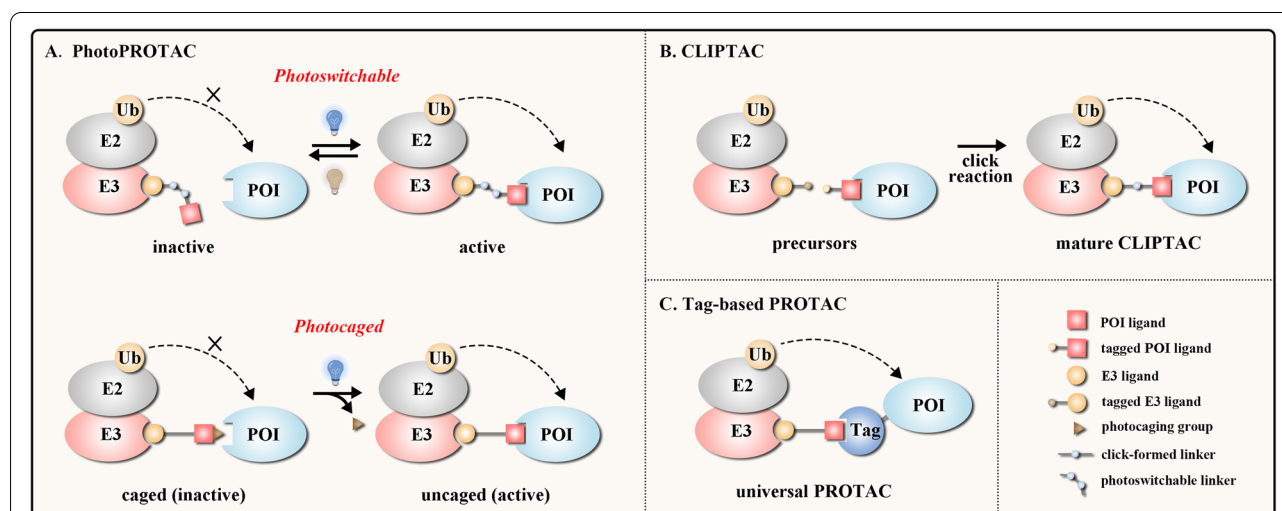 A. PhotoPROTAC
Photoswitchable
Ub
E2
E3
POI
inactive
Ub
E2
E3
POI
active
Photocaged
Ub
E2
E3
POI
caged (inactive)
Ub
E2
E3
POI
uncaged (active)
B. CLIPTAC
Ub
E2
E3
POI
precursors
click
reaction
Ub
E2
E3
POI
mature CLIPTAC
C. Tag-based PROTAC
Ub
E2
E3
Tag
POI
universal PROTAC
POI ligand
tagged POI ligand
E3 ligand
tagged E3 ligand
photocaging group
click-formed linker
photoswitchable linker